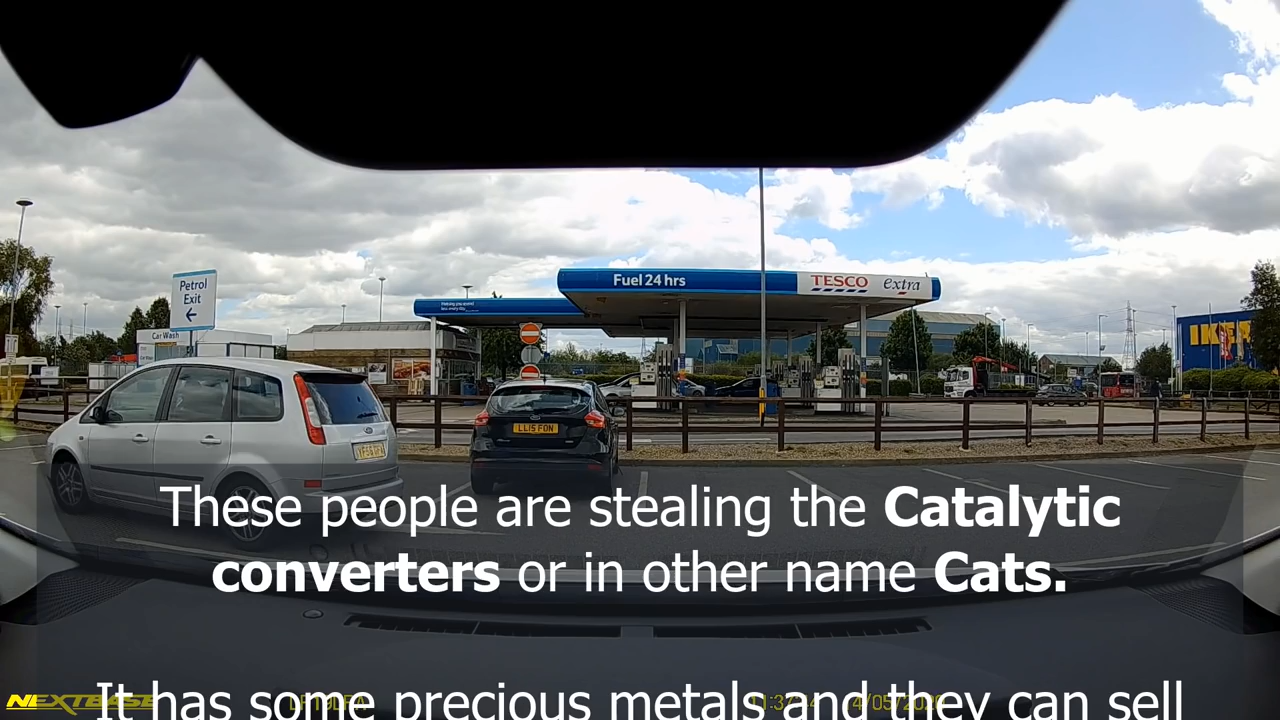 Petrol
Exit
Car Wash
Fuel 24 hrs
TESCO extra
IKEA
LL15 FON
These people are stealing the Catalytic
converters or in other name Cats.
It has some precious metals and they can sell
NEXTBASE